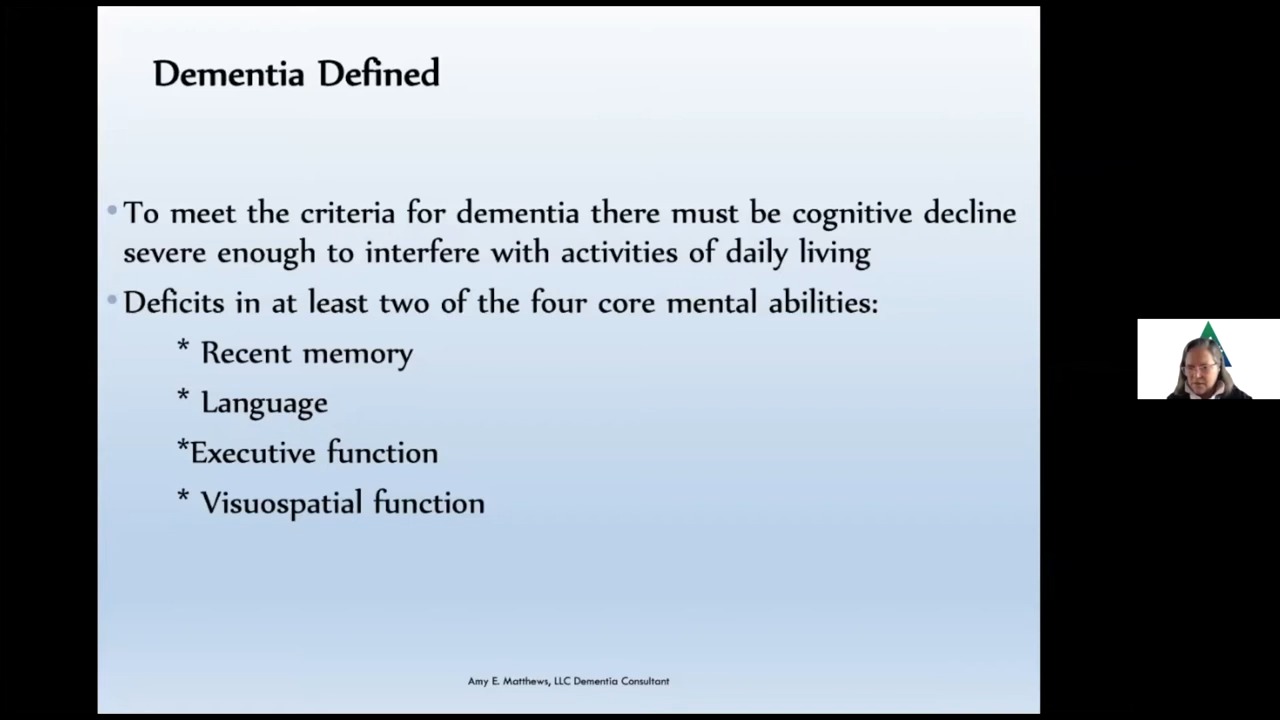 Dementia Defined
• To meet the criteria for dementia there must be cognitive decline
severe enough to interfere with activities of daily living
• Deficits in at least two of the four core mental abilities:
* Recent memory
* Language
*Executive function
* Visuospatial function
Amy E. Matthews, LLC Dementia Consultant